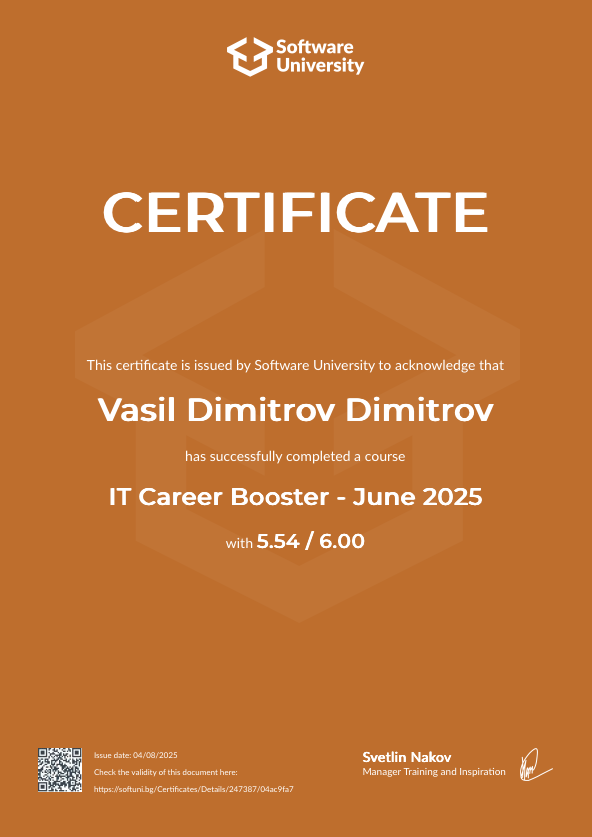 Software
University
CERTIFICATE
This certificate is issued by Software University to acknowledge that
Vasil Dimitrov Dimitrov
has successfully completed a course
IT Career Booster - June 2025
with 5.54 / 6.00
Issue date: 04/08/2025
Check the validity of this document here:
https://softuni.bg/Certificates/Details/247387/04ac9fa7
Svetlin Nakov
Manager Training and Inspiration